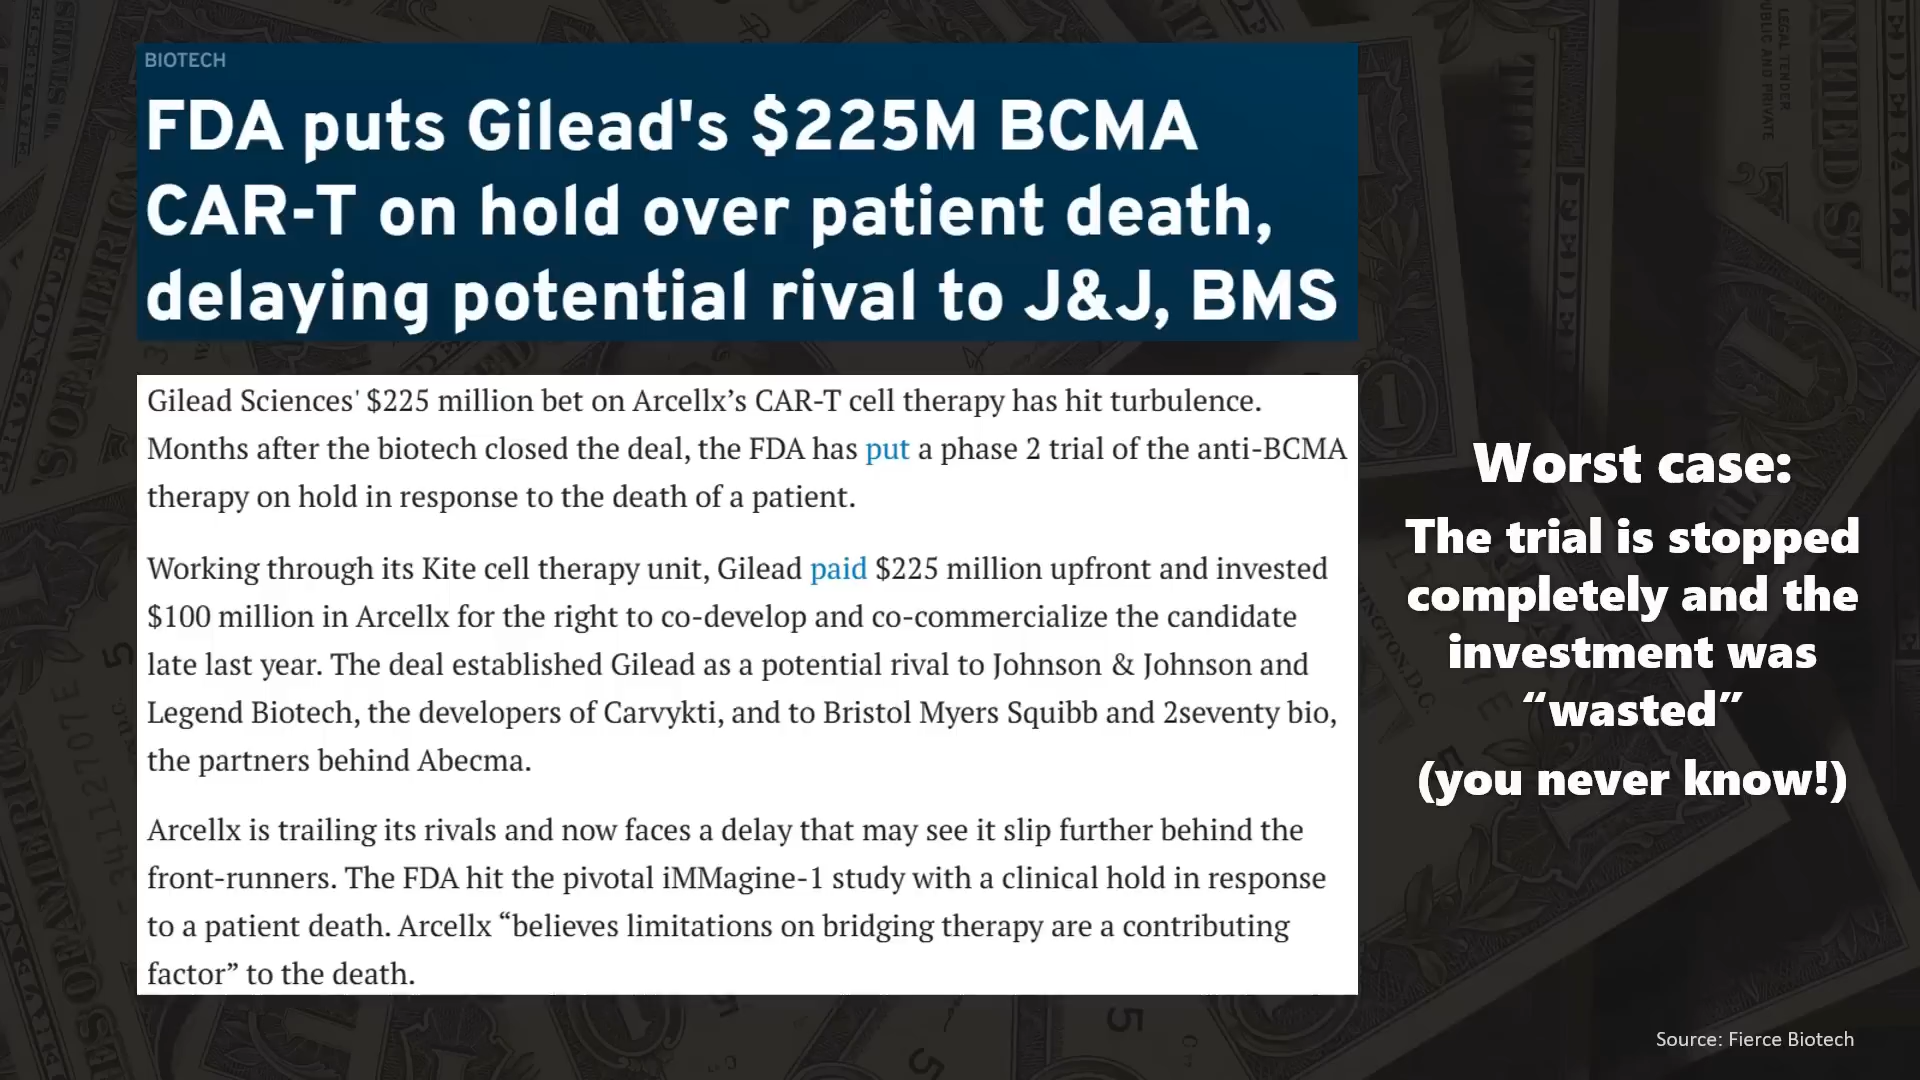 BIOTECH
FDA puts Gilead's $225M BCMA
CAR-T on hold over patient death,
delaying potential rival to J&J, BMS
Gilead Sciences' $225 million bet on Arcellx’s CAR-T cell therapy has hit turbulence.
Months after the biotech closed the deal, the FDA has put a phase 2 trial of the anti-BCMA
therapy on hold in response to the death of a patient.
Working through its Kite cell therapy unit, Gilead paid $225 million upfront and invested
$100 million in Arcellx for the right to co-develop and co-commercialize the candidate
late last year. The deal established Gilead as a potential rival to Johnson & Johnson and
Legend Biotech, the developers of Carvykti, and to Bristol Myers Squibb and 2seventy bio,
the partners behind Abecma.
Arcellx is trailing its rivals and now faces a delay that may see it slip further behind the
front-runners. The FDA hit the pivotal iMMagine-1 study with a clinical hold in response
to a patient death. Arcellx “believes limitations on bridging therapy are a contributing
factor” to the death.
Worst case:
The trial is stopped
completely and the
investment was
“wasted”
(you never know!)
Source: Fierce Biotech